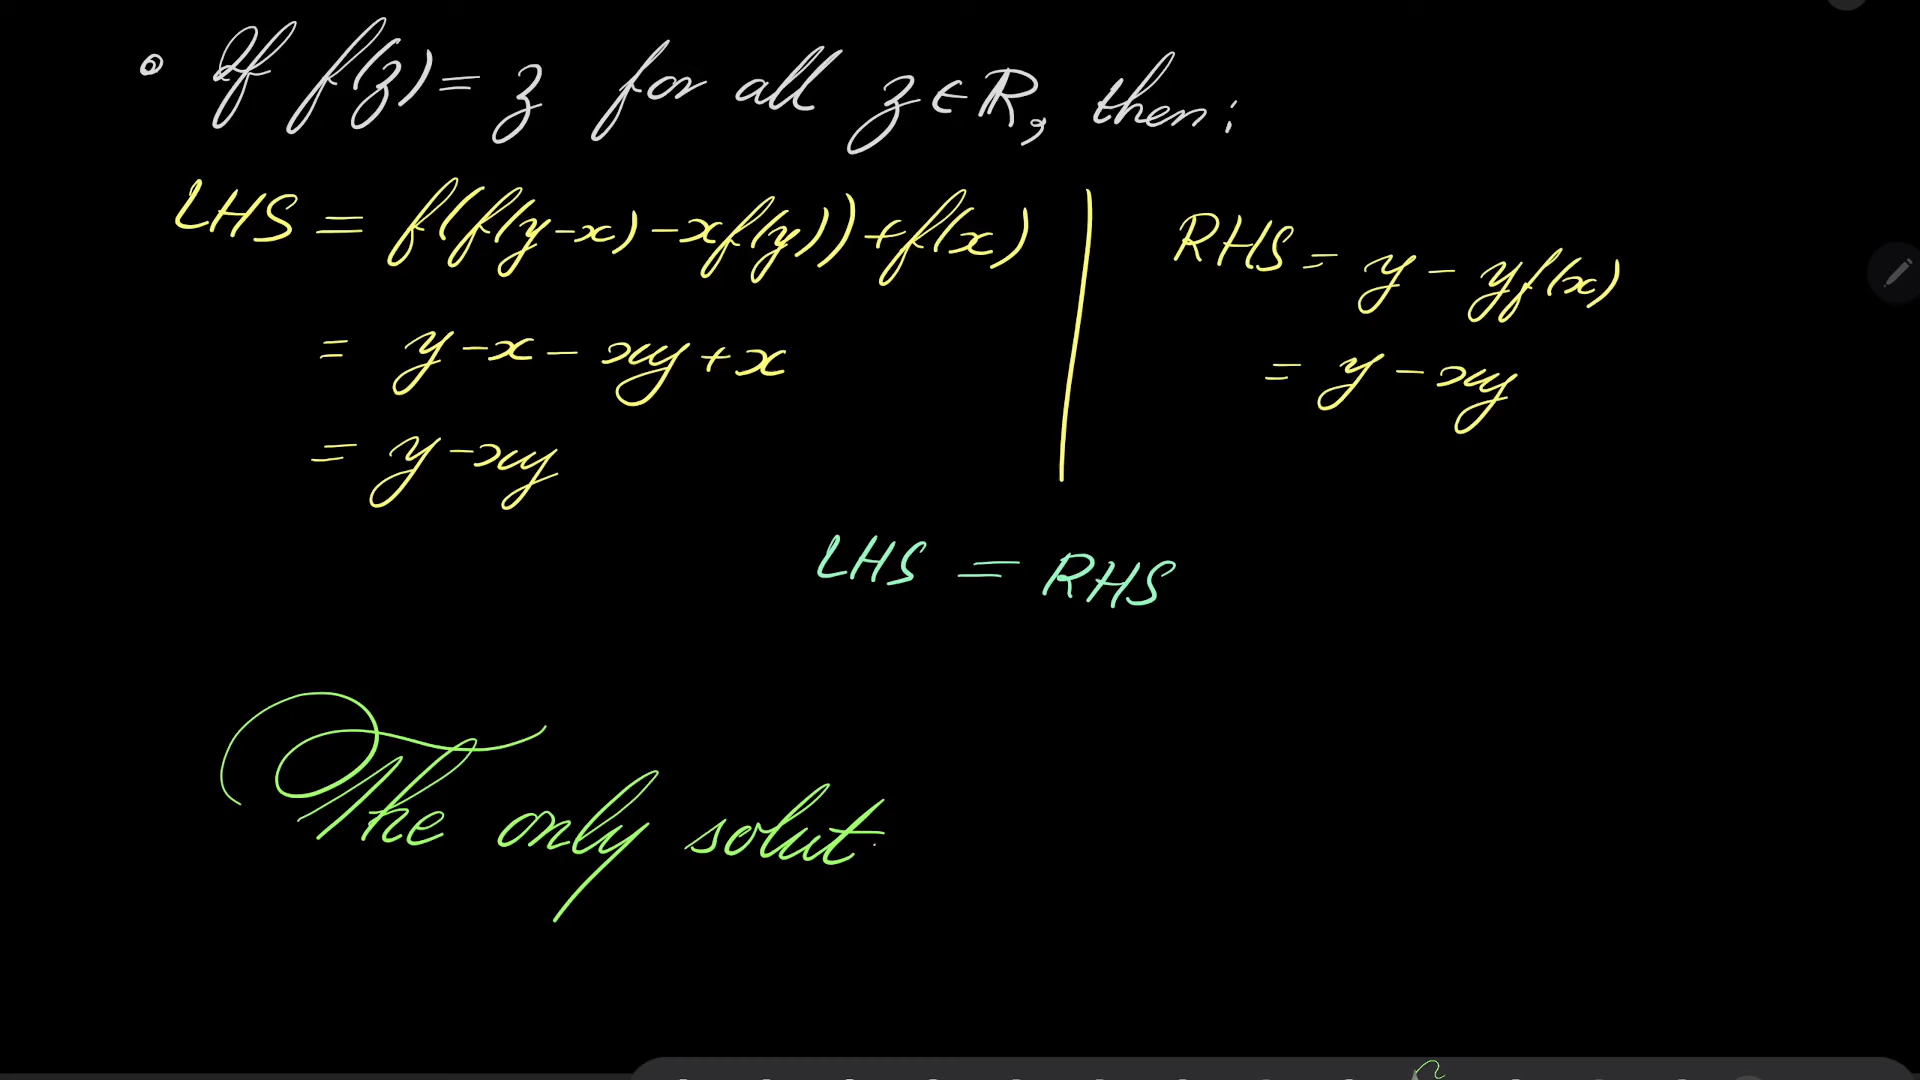 • If f(z) = z for all z∈ℝ, then:
LHS = f(f(y-x) - xf(y)) + f(x)
= y - x - xy + x
= y - xy
RHS = y - yf(x)
= y - xy
LHS = RHS
The only solut